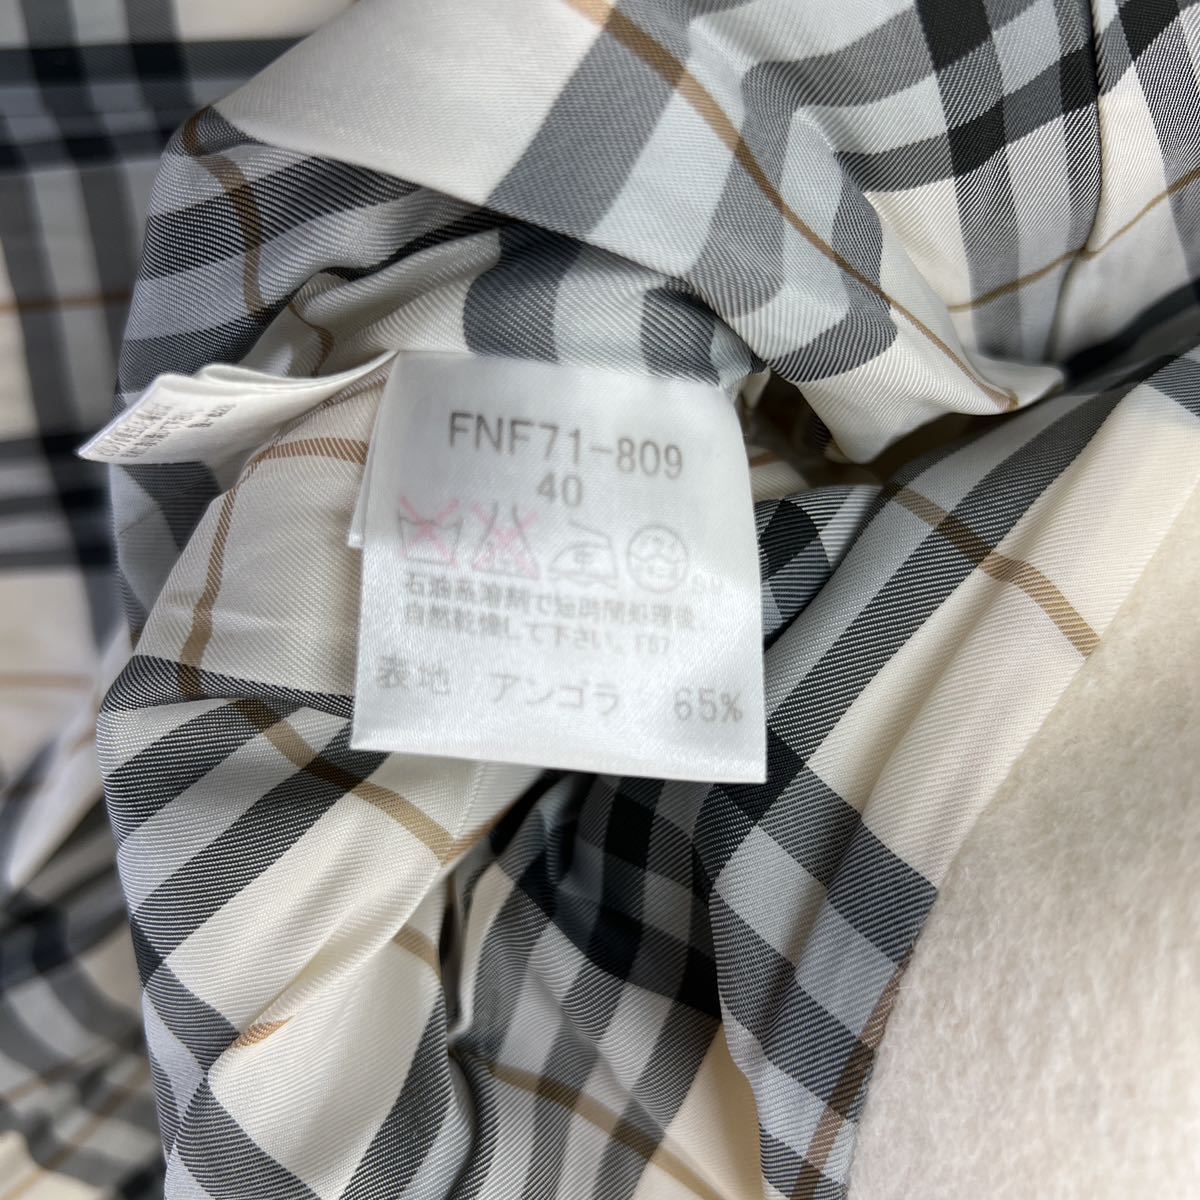 FNF71-809
40
石油系溶剤で短時間処理後
自然乾燥して下さい。F67
表地 アンゴラ 65%